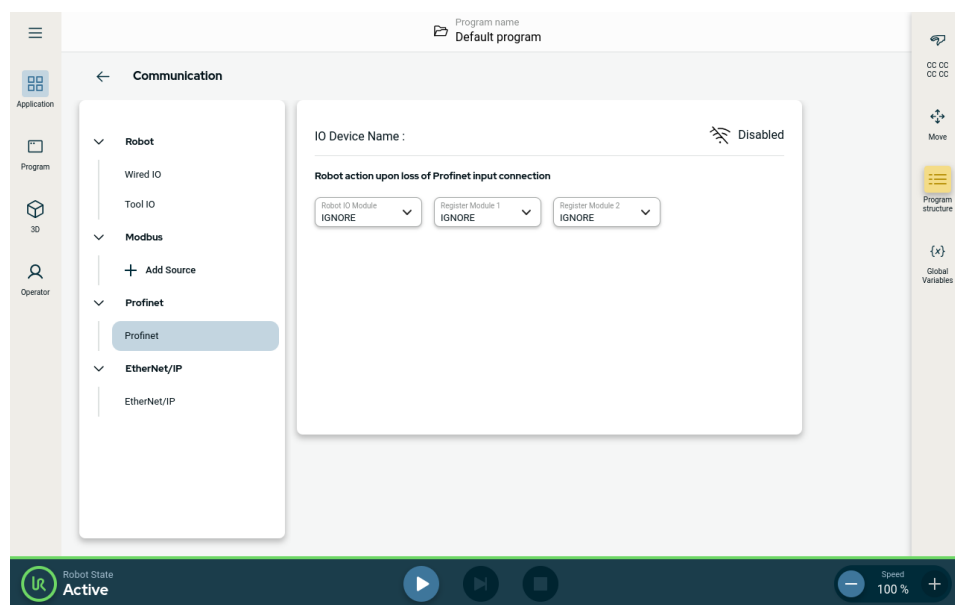 Program name
Default program
Communication
Application
Program
3D
Operator
Robot
Wired IO
Tool IO
Modbus
Add Source
Profinet
Profinet
EtherNet/IP
EtherNet/IP
IO Device Name :
Disabled
Robot action upon loss of Profinet input connection
Robot IO Module
IGNORE
Register Module 1
IGNORE
Register Module 2
IGNORE
CC CC
CC CC
Move
Program
structure
{x}
Global
Variables
UR
Robot State
Active
Speed
100 %